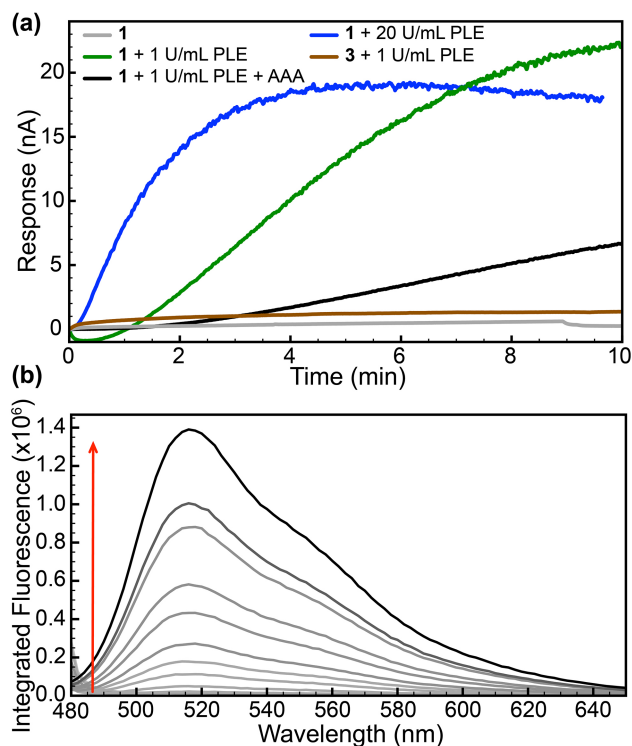 (a)
1
1 + 20 U/mL PLE
1 + 1 U/mL PLE
3 + 1 U/mL PLE
1 + 1 U/mL PLE + AAA
Response (nA)
20
15
10
5
0
0 2 4 6 8 10
Time (min)
(b)
Integrated Fluorescence (x10⁶)
1.4
1.2
1.0
0.8
0.6
0.4
0.2
0.0
480 500 520 540 560 580 600 620 640
Wavelength (nm)